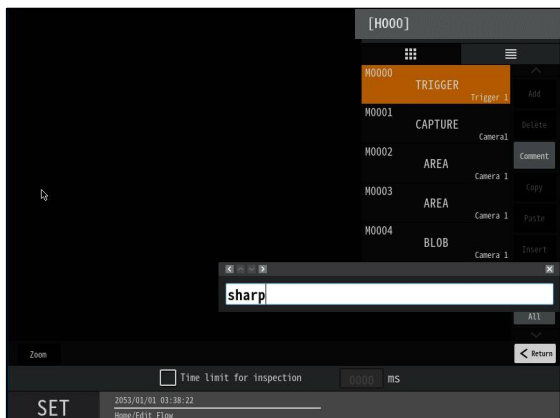 [H000]
M0000
TRIGGER
Trigger 1
Add
M0001
CAPTURE
Camera1
Delete
M0002
AREA
Camera 1
Comment
M0003
AREA
Camera 1
Copy
Paste
M0004
BLOB
Camera 1
Insert
sharp
All
Zoom
Return
Time limit for inspection
0000 ms
SET
2053/01/01 03:38:22
Home/Edit Flow